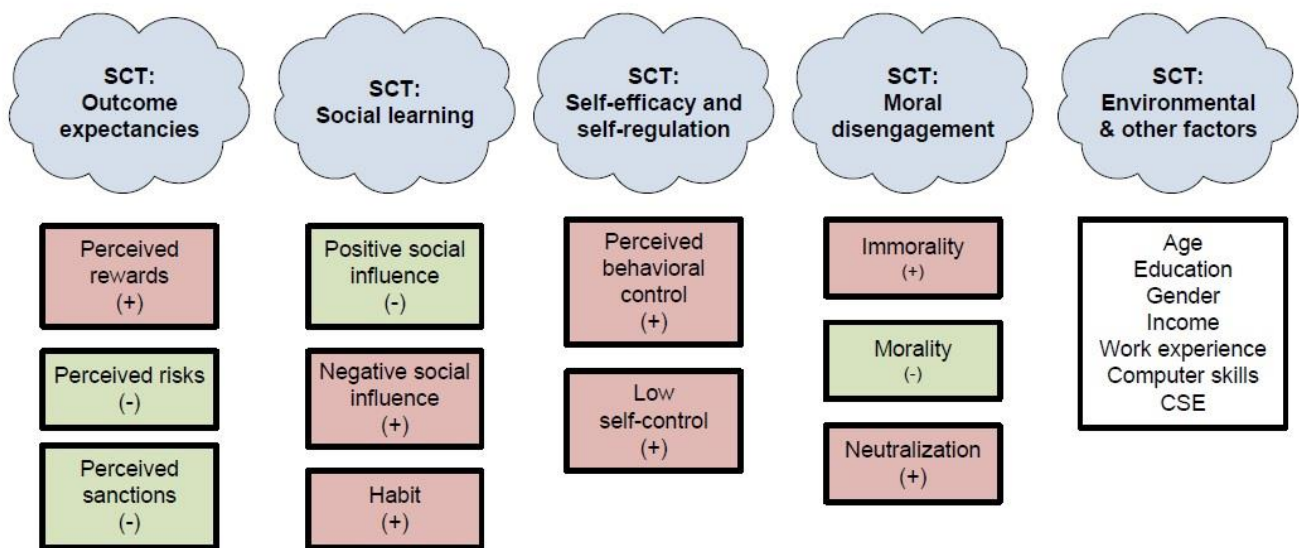 SCT:
Outcome
expectancies
SCT:
Social learning
SCT:
Self-efficacy and
self-regulation
SCT:
Moral
disengagement
SCT:
Environmental
& other factors
Perceived
rewards
(+)
Perceived risks
(-)
Perceived
sanctions
(-)
Positive social
influence
(-)
Negative social
influence
(+)
Habit
(+)
Perceived
behavioral
control
(+)
Low
self-control
(+)
Immorality
(+)
Morality
(-)
Neutralization
(+)
Age
Education
Gender
Income
Work experience
Computer skills
CSE